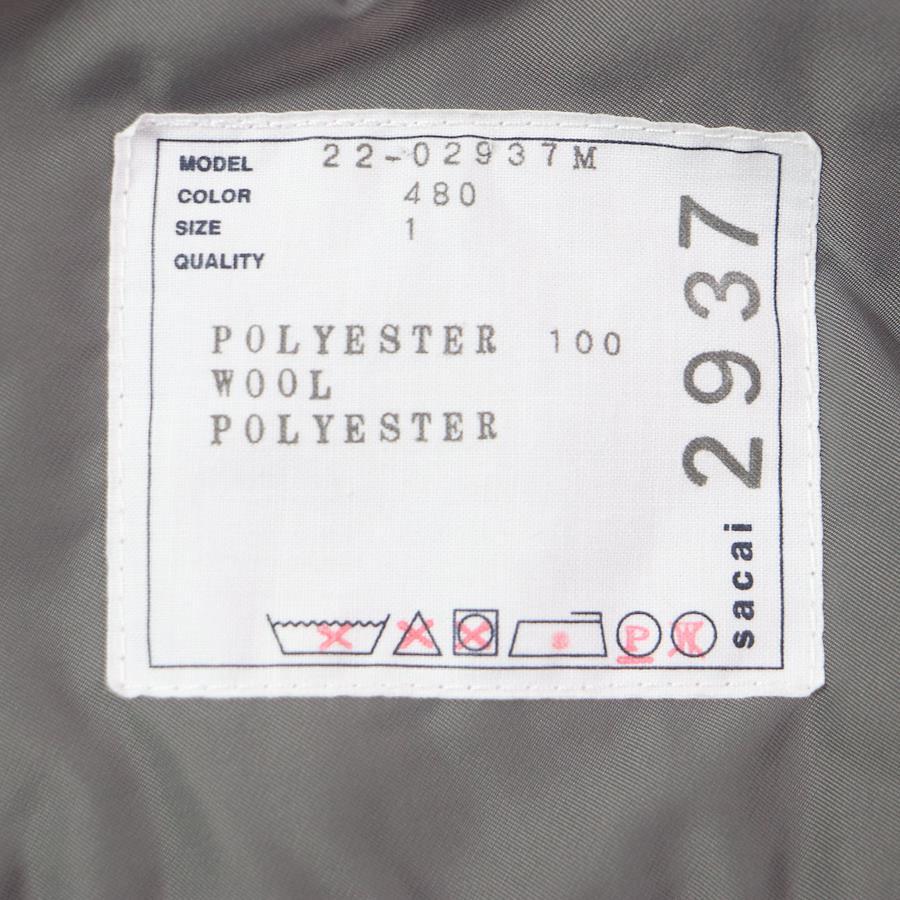 MODEL 22-02937M
COLOR 480
SIZE 1
QUALITY
POLYESTER 100
WOOL
POLYESTER
sacai 2937
P
W